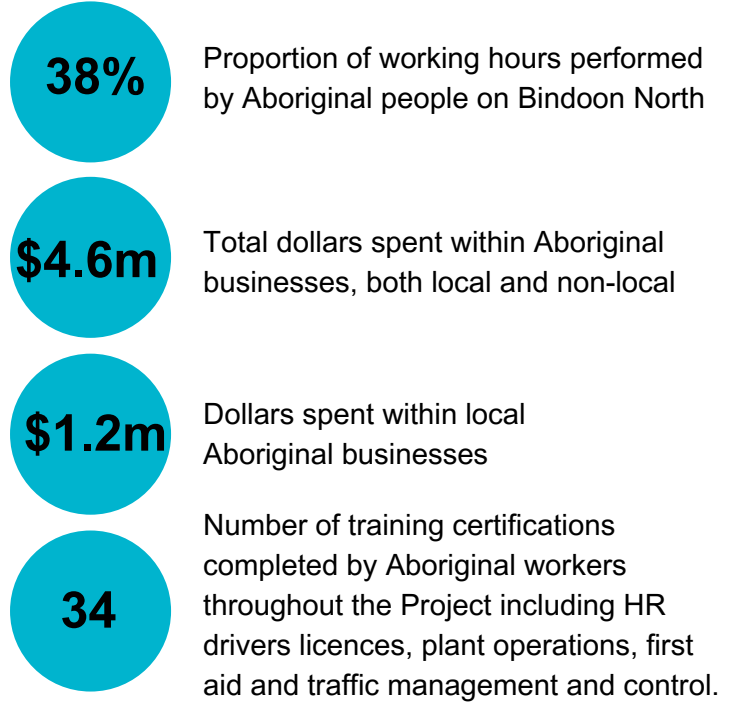 38%
Proportion of working hours performed
by Aboriginal people on Bindoon North
$4.6m
Total dollars spent within Aboriginal
businesses, both local and non-local
$1.2m
Dollars spent within local
Aboriginal businesses
34
Number of training certifications
completed by Aboriginal workers
throughout the Project including HR
drivers licences, plant operations, first
aid and traffic management and control.